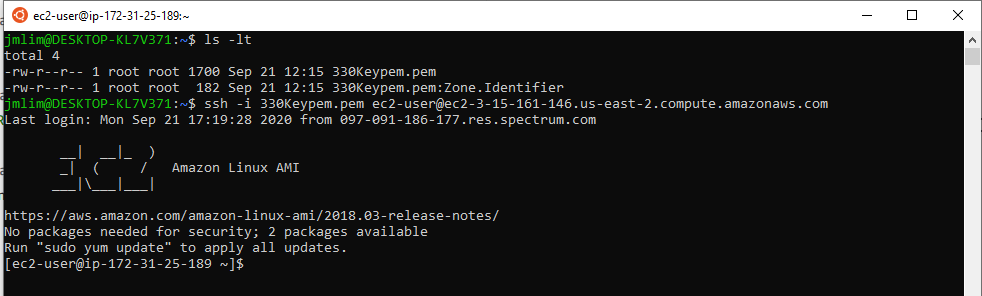 ec2-user@ip-172-31-25-189:~
jmlim@DESKTOP-KL7V371:~$ ls -lt
total 4
-rw-r--r-- 1 root root 1700 Sep 21 12:15 330Keypem.pem
-rw-r--r-- 1 root root  182 Sep 21 12:15 330Keypem.pem:Zone.Identifier
jmlim@DESKTOP-KL7V371:~$ ssh -i 330Keypem.pem ec2-user@ec2-3-15-161-146.us-east-2.compute.amazonaws.com
Last login: Mon Sep 21 17:19:28 2020 from 097-091-186-177.res.spectrum.com
       __|  __|_  )
       _|  (     /   Amazon Linux AMI
      ___|\___|___|
https://aws.amazon.com/amazon-linux-ami/2018.03-release-notes/
No packages needed for security; 2 packages available
Run "sudo yum update" to apply all updates.
[ec2-user@ip-172-31-25-189 ~]$